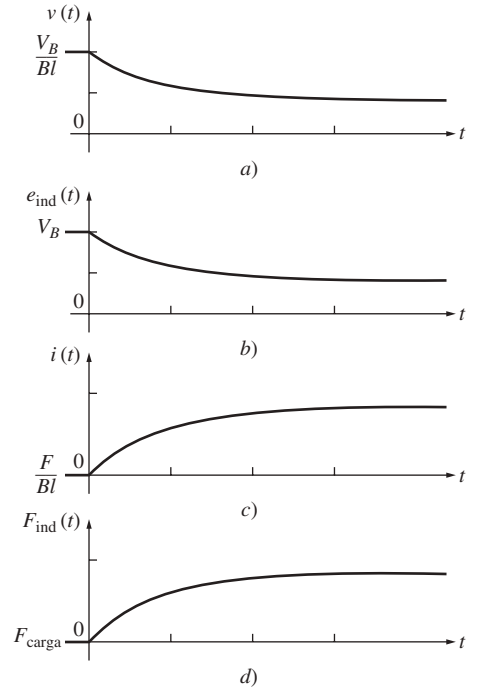 v (t)
V_B
Bl
0
t
a)
e_ind (t)
V_B
0
t
b)
i (t)
0
F
Bl
t
c)
F_ind (t)
0
F_carga
t
d)